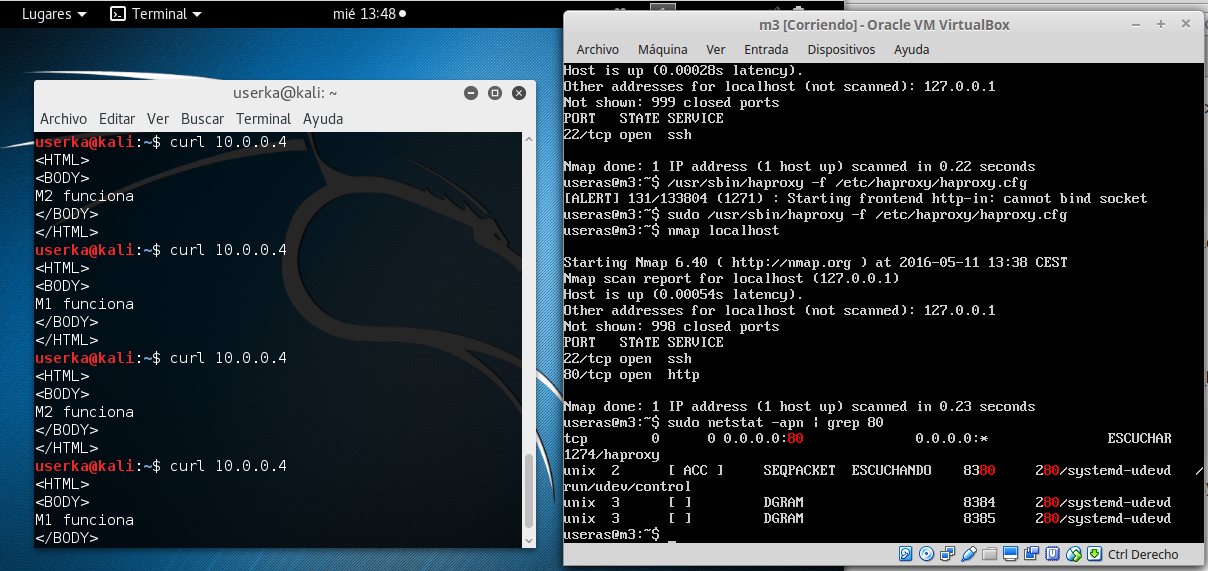 Lugares Terminal mié 13:48
userka@kali: ~
Archivo Editar Ver Buscar Terminal Ayuda
userka@kali:~$ curl 10.0.0.4
<HTML>
<BODY>
M2 funciona
</BODY>
</HTML>
userka@kali:~$ curl 10.0.0.4
<HTML>
<BODY>
M1 funciona
</BODY>
</HTML>
userka@kali:~$ curl 10.0.0.4
<HTML>
<BODY>
M2 funciona
</BODY>
</HTML>
userka@kali:~$ curl 10.0.0.4
<HTML>
<BODY>
M1 funciona
</BODY>
m3 [Corriendo] - Oracle VM VirtualBox
Archivo Máquina Ver Entrada Dispositivos Ayuda
Host is up (0.00028s latency).
Other addresses for localhost (not scanned): 127.0.0.1
Not shown: 999 closed ports
PORT   STATE SERVICE
22/tcp open  ssh
Nmap done: 1 IP address (1 host up) scanned in 0.22 seconds
useras@m3:~$ /usr/sbin/haproxy -f /etc/haproxy/haproxy.cfg
[ALERT] 131/133804 (1271) : Starting frontend http-in: cannot bind socket
useras@m3:~$ sudo /usr/sbin/haproxy -f /etc/haproxy/haproxy.cfg
useras@m3:~$ nmap localhost
Starting Nmap 6.40 ( http://nmap.org ) at 2016-05-11 13:38 CEST
Nmap scan report for localhost (127.0.0.1)
Host is up (0.00054s latency).
Other addresses for localhost (not scanned): 127.0.0.1
Not shown: 998 closed ports
PORT   STATE SERVICE
22/tcp open  ssh
80/tcp open  http
Nmap done: 1 IP address (1 host up) scanned in 0.23 seconds
useras@m3:~$ sudo netstat -apn | grep 80
tcp        0      0 0.0.0.0:80              0.0.0.0:*               ESCUCHAR
1274/haproxy
unix  2      [ ACC ]     SEQPACKET  ESCUCHANDO    8380     280/systemd-udevd   /
run/udev/control
unix  3      [ ]         DGRAM                    8384     280/systemd-udevd
unix  3      [ ]         DGRAM                    8385     280/systemd-udevd
useras@m3:~$ _
Ctrl Derecho